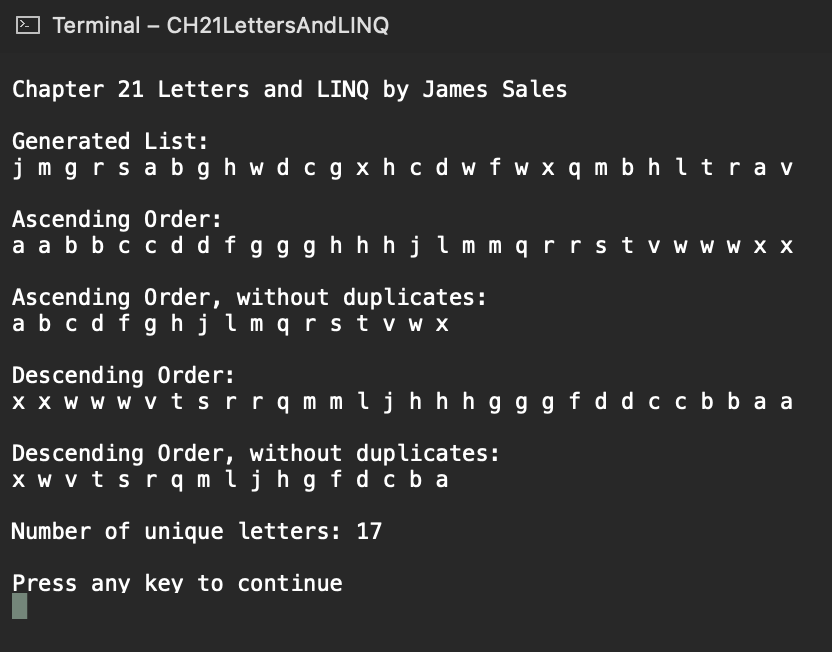 Terminal – CH21LettersAndLINQ
Chapter 21 Letters and LINQ by James Sales
Generated List:
j m g r s a b g h w d c g x h c d w f w x q m b h l t r a v
Ascending Order:
a a b b c c d d f g g g h h h j l m m q r r s t v w w w x x
Ascending Order, without duplicates:
a b c d f g h j l m q r s t v w x
Descending Order:
x x w w w v t s r r q m m l j h h h g g g f d d c c b b a a
Descending Order, without duplicates:
x w v t s r q m l j h g f d c b a
Number of unique letters: 17
Press any key to continue